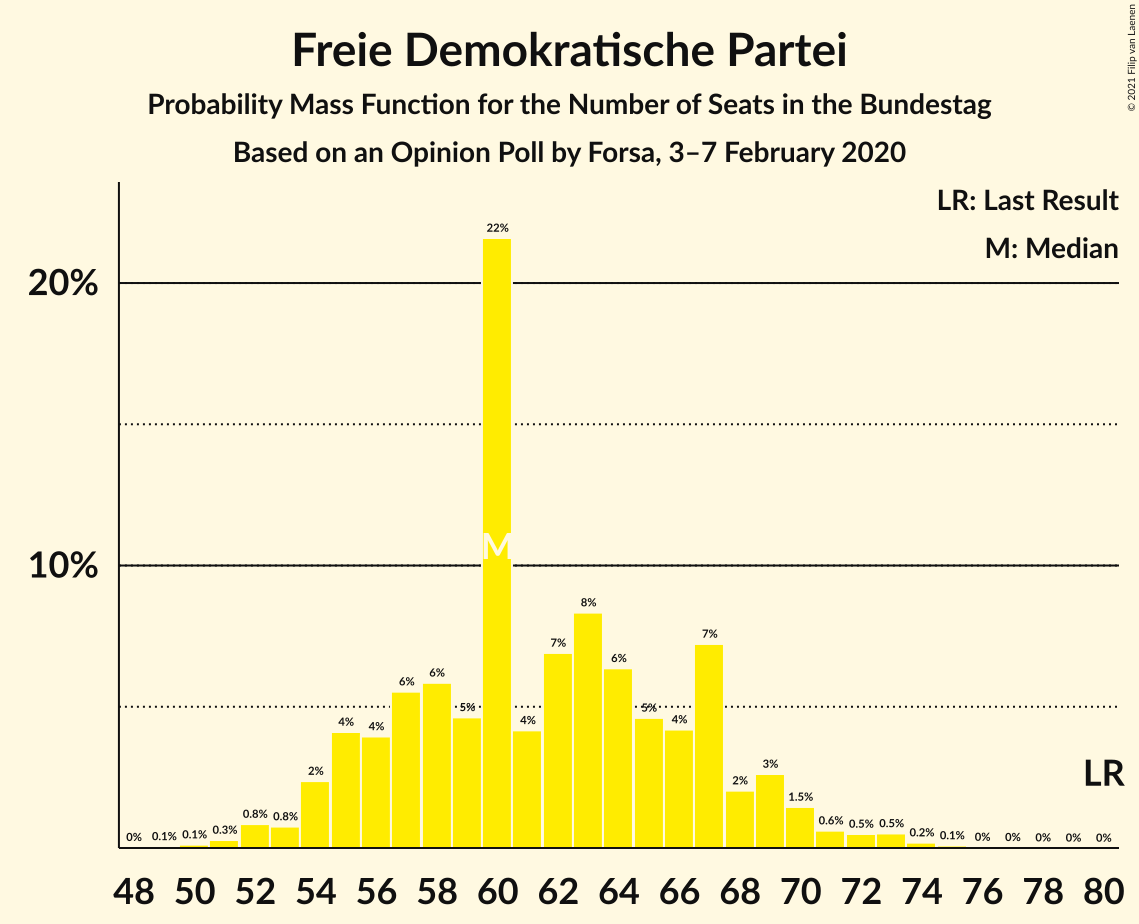 Freie Demokratische Partei
Probability Mass Function for the Number of Seats in the Bundestag
Based on an Opinion Poll by Forsa, 3–7 February 2020
© 2021 Filip van Laenen
LR: Last Result
M: Median
20%
10%
0% 0.1% 0.1% 0.3% 0.8% 0.8% 2% 4% 4% 6% 6% 5% 22% 4% 7% 8% 6% 5% 4% 7% 2% 3% 1.5% 0.6% 0.5% 0.5% 0.2% 0.1% 0% 0% 0% 0% 0%
M
LR
48 50 52 54 56 58 60 62 64 66 68 70 72 74 76 78 80